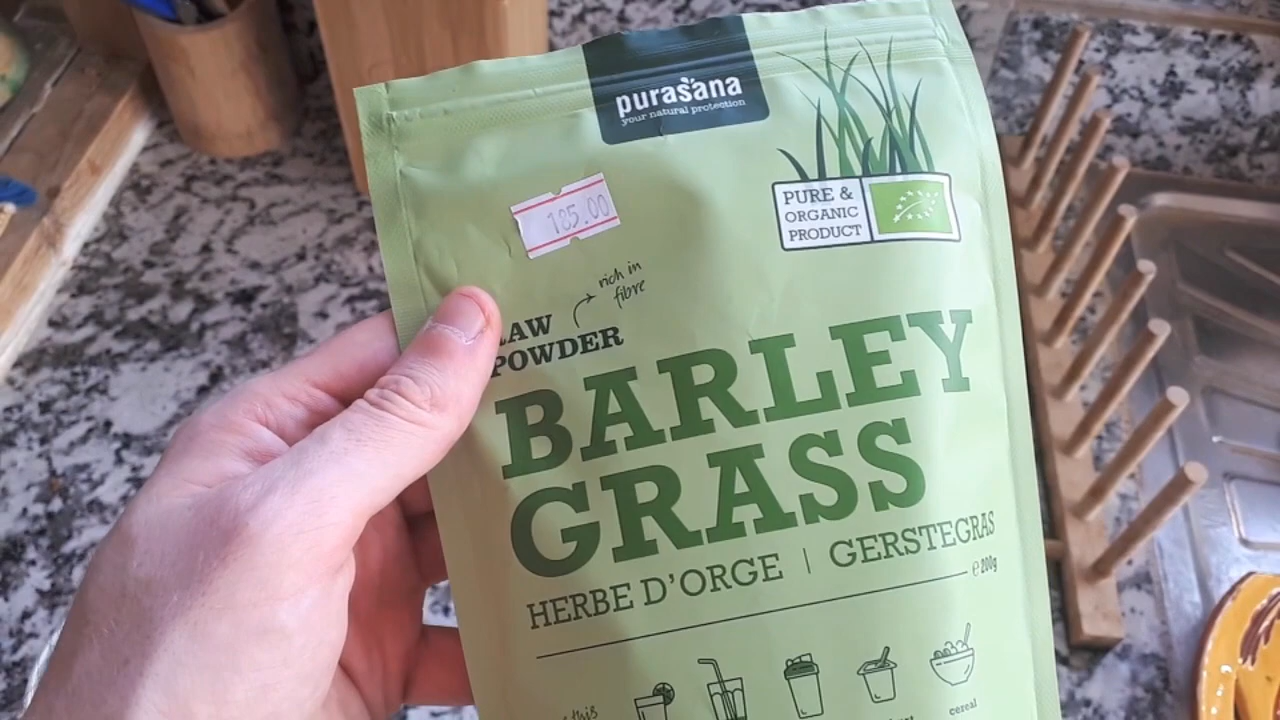 purasana
your natural protection
PURE &
ORGANIC
PRODUCT
185.00
rich in
fibre
POWDER
BARLEY
GRASS
HERBE D'ORGE | GERSTEGRAS
e 200g
this
cereal